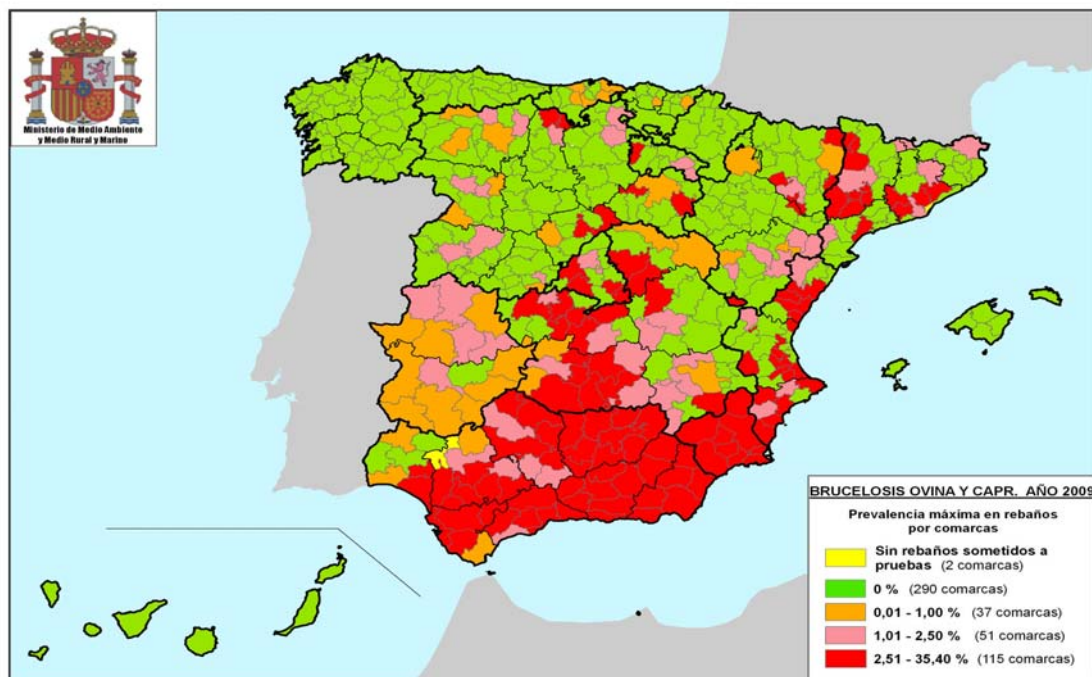 Ministerio de Medio Ambiente
y Medio Rural y Marino
BRUCELOSIS OVINA Y CAPR. AÑO 2009
Prevalencia máxima en rebaños
por comarcas
Sin rebaños sometidos a
pruebas (2 comarcas)
0 % (290 comarcas)
0,01 - 1,00 % (37 comarcas)
1,01 - 2,50 % (51 comarcas)
2,51 - 35,40 % (115 comarcas)